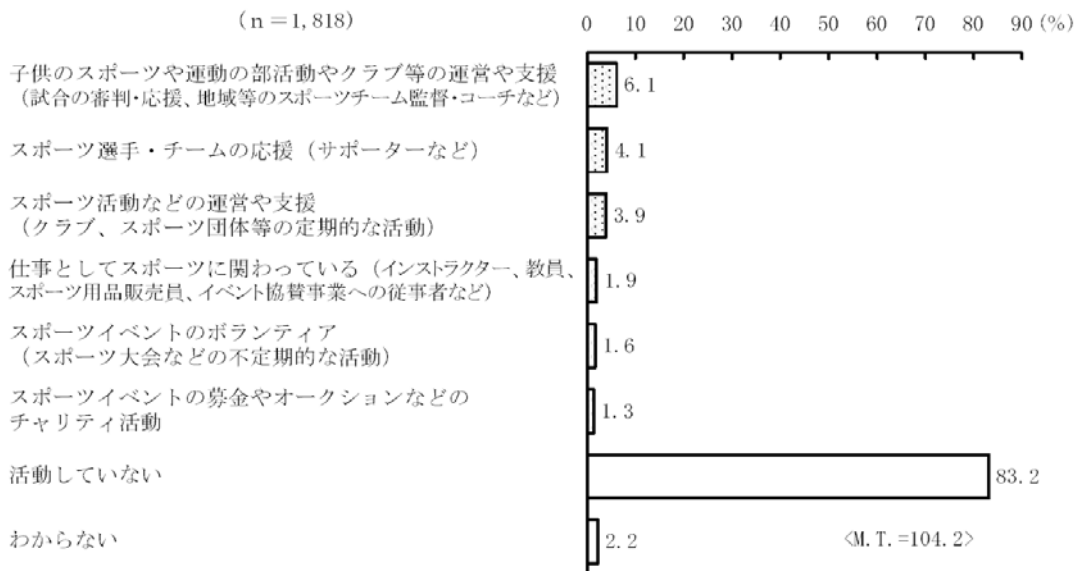 (n=1,818)
0 10 20 30 40 50 60 70 80 90 (%)
子供のスポーツや運動の部活動やクラブ等の運営や支援
(試合の審判・応援、地域等のスポーツチーム監督・コーチなど)
6.1
スポーツ選手・チームの応援(サポーターなど)
4.1
スポーツ活動などの運営や支援
(クラブ、スポーツ団体等の定期的な活動)
3.9
仕事としてスポーツに関わっている(インストラクター、教員、
スポーツ用品販売員、イベント協賛事業への従事者など)
1.9
スポーツイベントのボランティア
(スポーツ大会などの不定期的な活動)
1.6
スポーツイベントの募金やオークションなどの
チャリティ活動
1.3
活動していない
83.2
わからない
2.2
<M.T.=104.2>